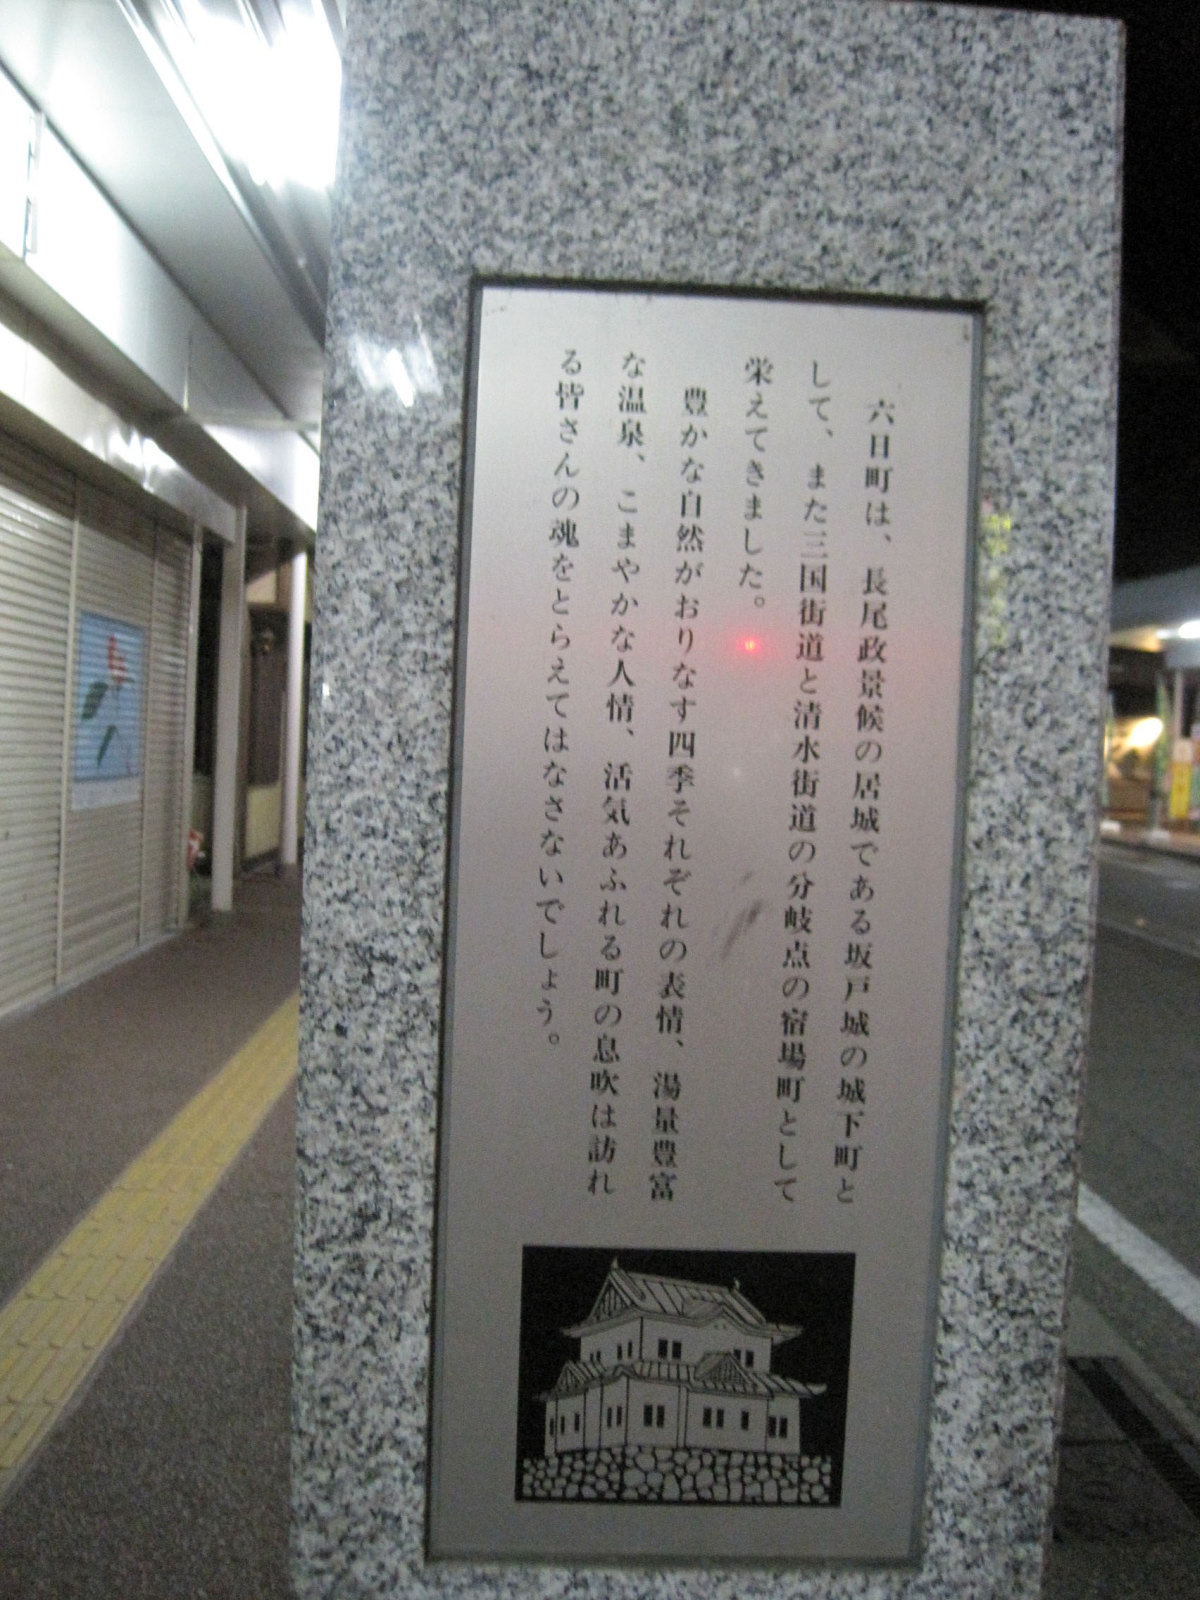 六日町は、長尾政景候の居城である坂戸城の城下町と
して、また三国街道と清水街道の分岐点の宿場町として
栄えてきました。
豊かな自然がおりなす四季それぞれの表情、湯量豊富
な温泉、こまやかな人情、活気あふれる町の息吹は訪れ
る皆さんの魂をとらえてはなさないでしょう。